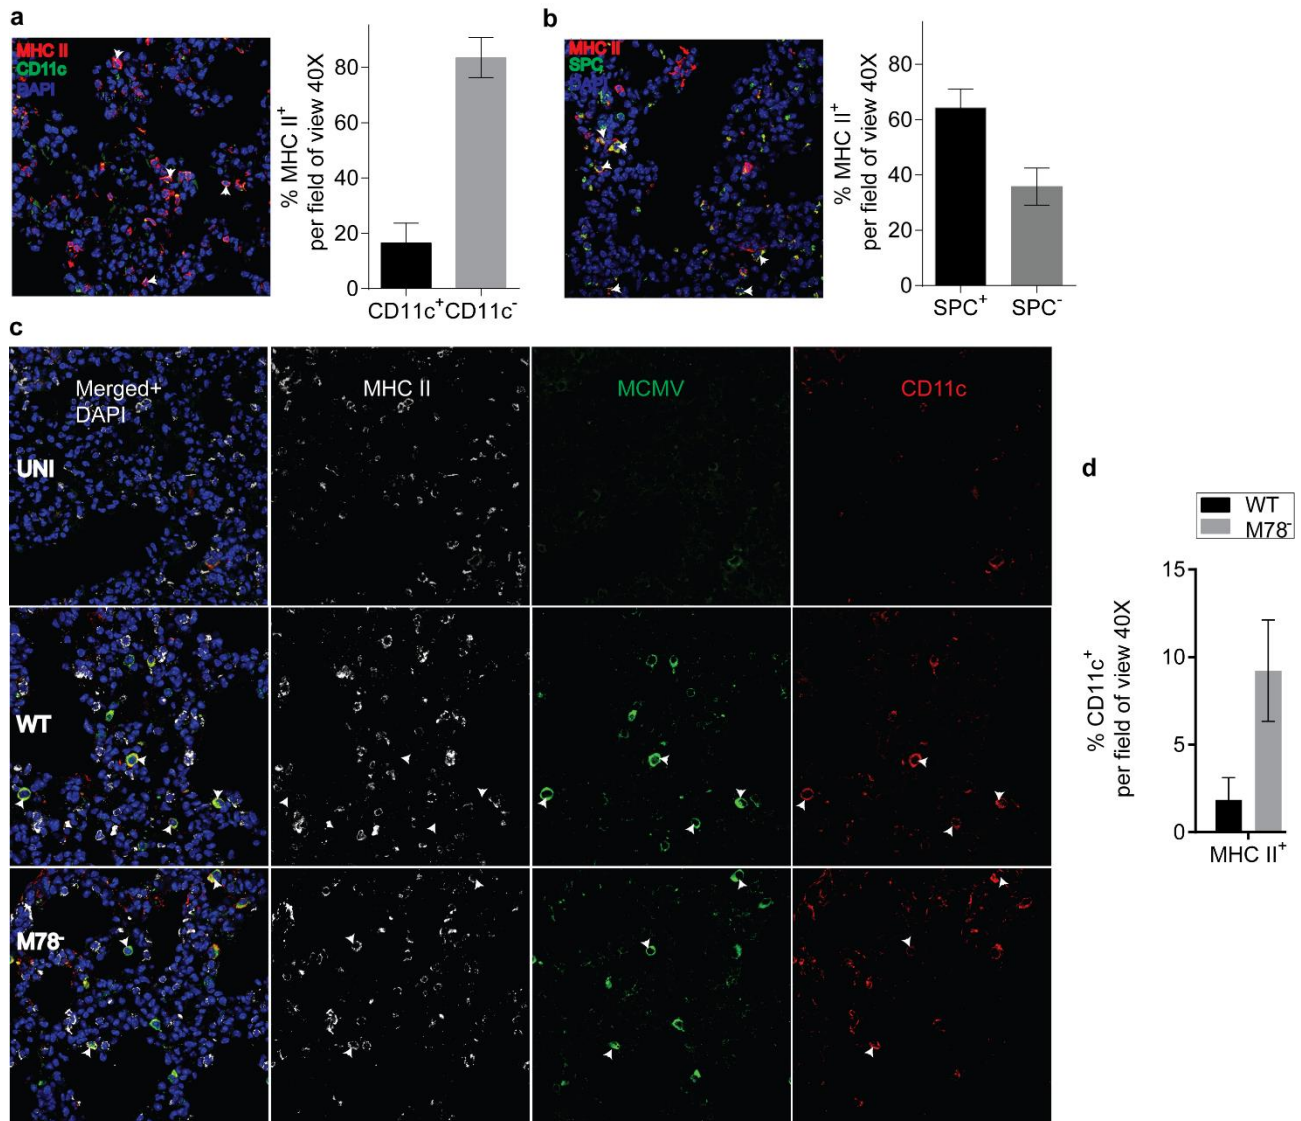 a
MHC II
CD11c
DAPI
% MHC II⁺
per field of view 40X
80
60
40
20
0
CD11c⁺ CD11c⁻
b
MHC II
SPC
DAPI
% MHC II⁺
per field of view 40X
80
60
40
20
0
SPC⁺ SPC⁻
c
Merged+
DAPI
MHC II
MCMV
CD11c
UNI
WT
M78⁻
d
WT
M78⁻
% CD11c⁺
per field of view 40X
15
10
5
0
MHC II⁺